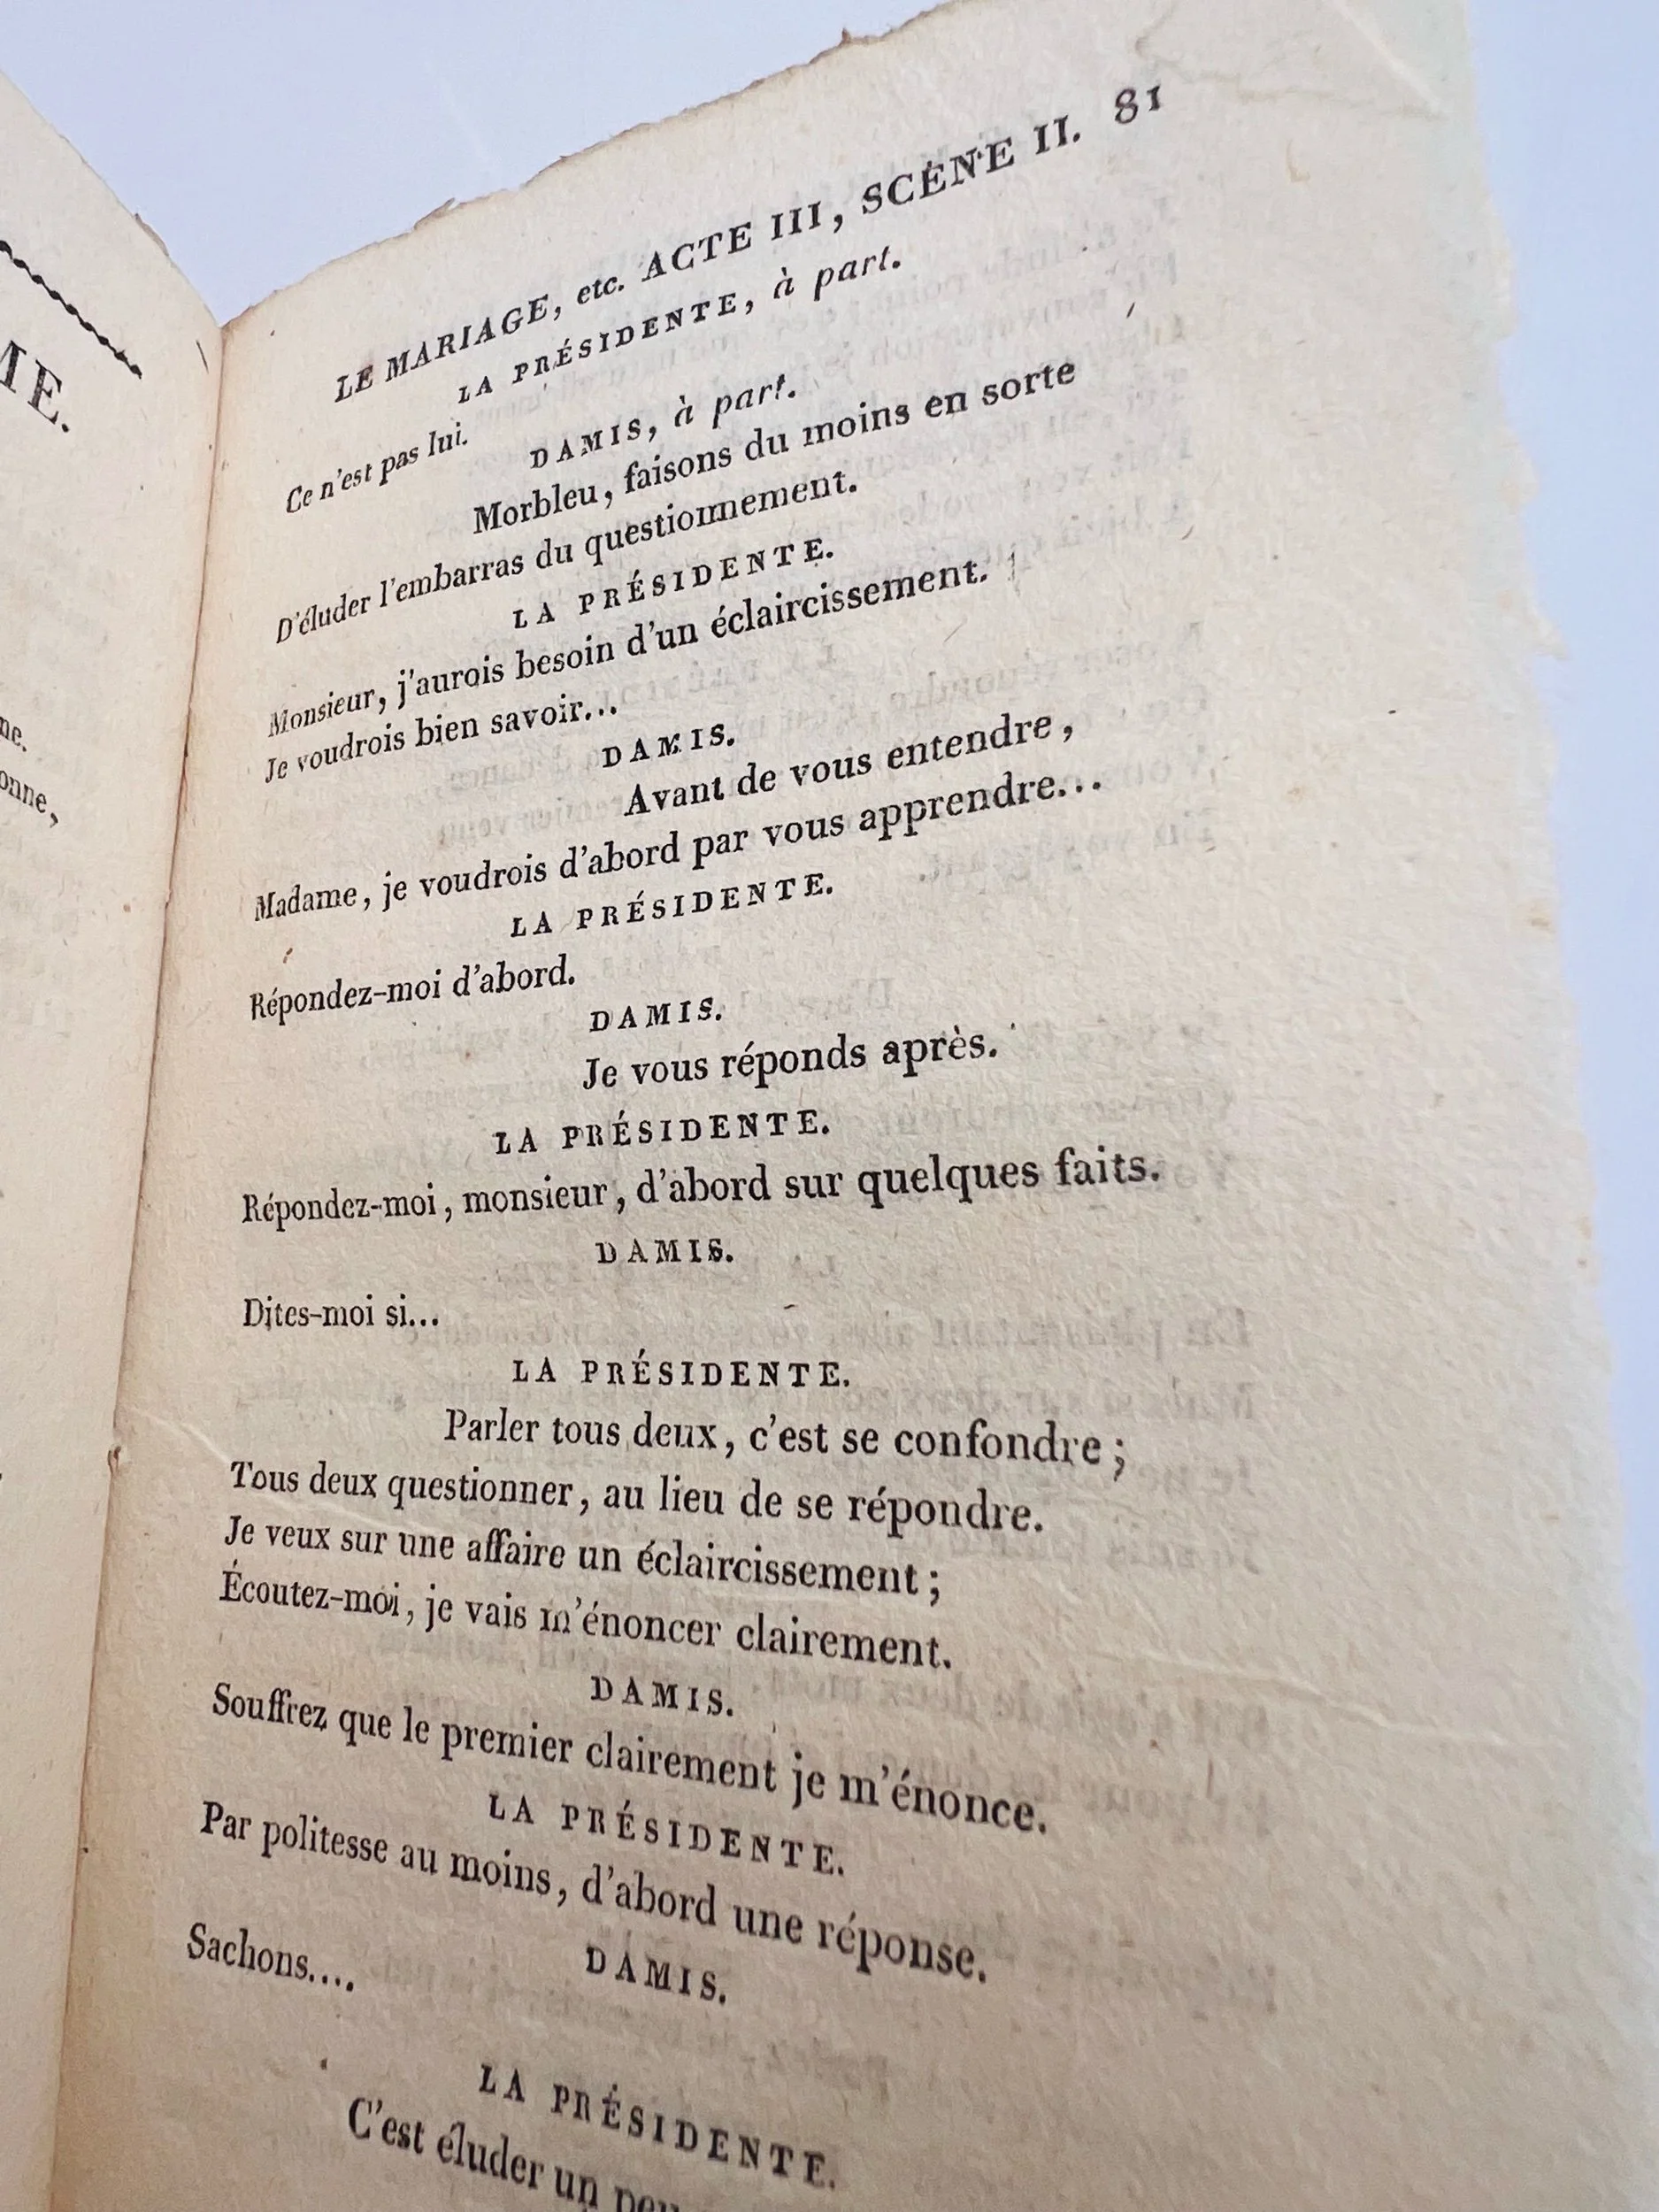 ME.
ne.
onne,
LE MARIAGE, etc. ACTE III, SCÈNE II. 81
LA PRÉSIDENTE, à part.
Ce n'est pas lui.
DAMIS, à part.
Morbleu, faisons du moins en sorte
D'éluder l'embarras du questionnement.
LA PRÉSIDENTE.
Monsieur, j'aurois besoin d'un éclaircissement.
Je voudrois bien savoir...
DAMIS.
Avant de vous entendre,
Madame, je voudrois d'abord par vous apprendre...
LA PRÉSIDENTE.
Répondez-moi d'abord.
DAMIS.
Je vous réponds après.
LA PRÉSIDENTE.
Répondez-moi, monsieur, d'abord sur quelques faits.
DAMIS.
Dites-moi si...
LA PRÉSIDENTE.
Parler tous deux, c'est se confondre;
Tous deux questionner, au lieu de se répondre.
Je veux sur une affaire un éclaircissement;
Écoutez-moi, je vais m'énoncer clairement.
DAMIS.
Souffrez que le premier clairement je m'énonce.
LA PRÉSIDENTE.
Par politesse au moins, d'abord une réponse.
DAMIS.
Sachons....
LA PRÉSIDENTE.
C'est éluder un peu